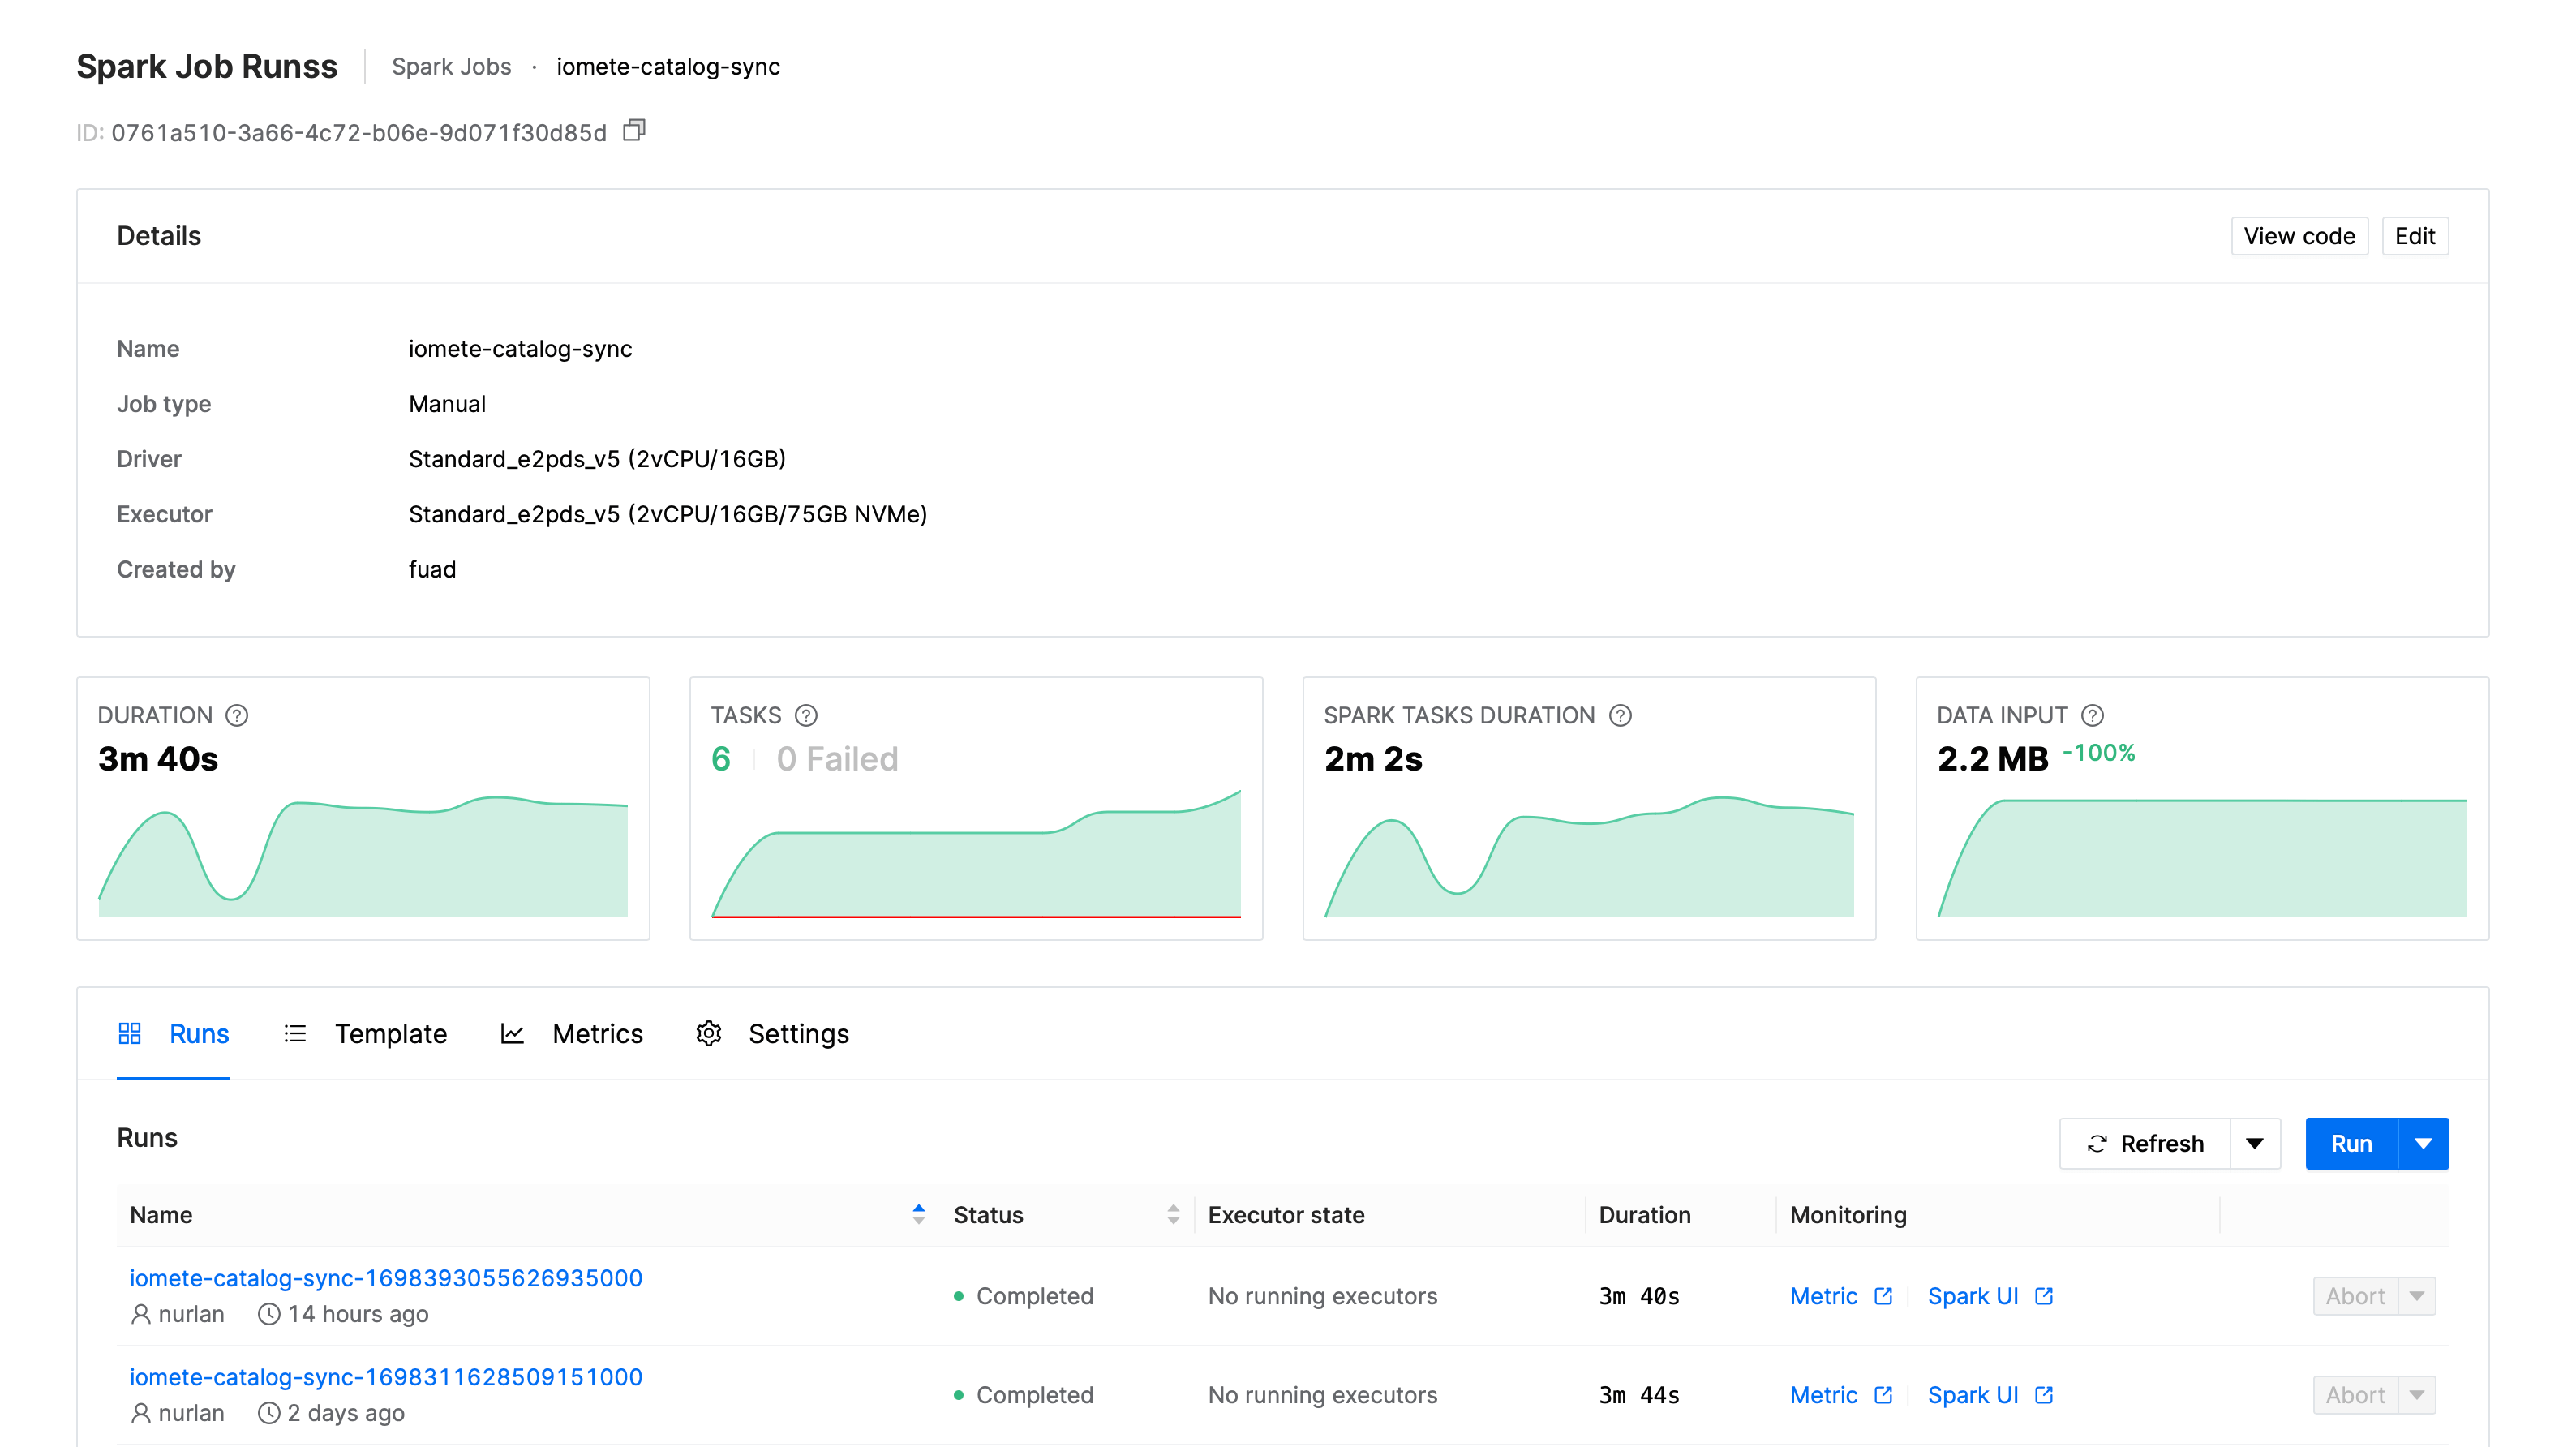 Spark Job Runss Spark Jobs · iomete-catalog-sync
ID: 0761a510-3a66-4c72-b06e-9d071f30d85d
Details View code Edit
Name iomete-catalog-sync
Job type Manual
Driver Standard_e2pds_v5 (2vCPU/16GB)
Executor Standard_e2pds_v5 (2vCPU/16GB/75GB NVMe)
Created by fuad
DURATION
3m 40s
TASKS
6 0 Failed
SPARK TASKS DURATION
2m 2s
DATA INPUT
2.2 MB -100%
Runs Template Metrics Settings
Runs Refresh Run
Name Status Executor state Duration Monitoring
iomete-catalog-sync-1698393055626935000
nurlan 14 hours ago
Completed No running executors 3m 40s Metric Spark UI Abort
iomete-catalog-sync-1698311628509151000
nurlan 2 days ago
Completed No running executors 3m 44s Metric Spark UI Abort